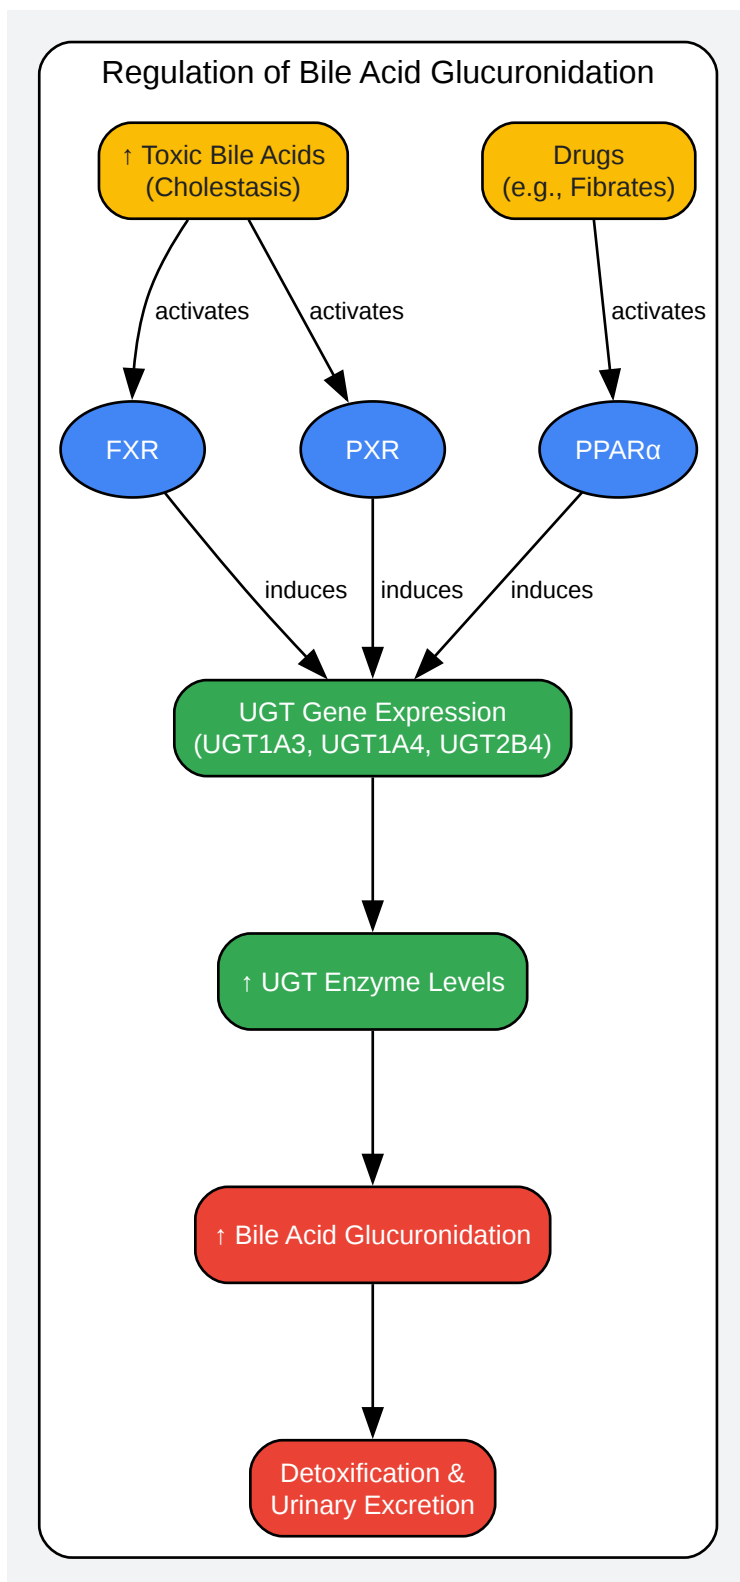 Regulation of Bile Acid Glucuronidation
↑ Toxic Bile Acids
(Cholestasis)
Drugs
(e.g., Fibrates)
activates
activates
activates
FXR
PXR
PPARα
induces
induces
induces
UGT Gene Expression
(UGT1A3, UGT1A4, UGT2B4)
↑ UGT Enzyme Levels
↑ Bile Acid Glucuronidation
Detoxification &
Urinary Excretion